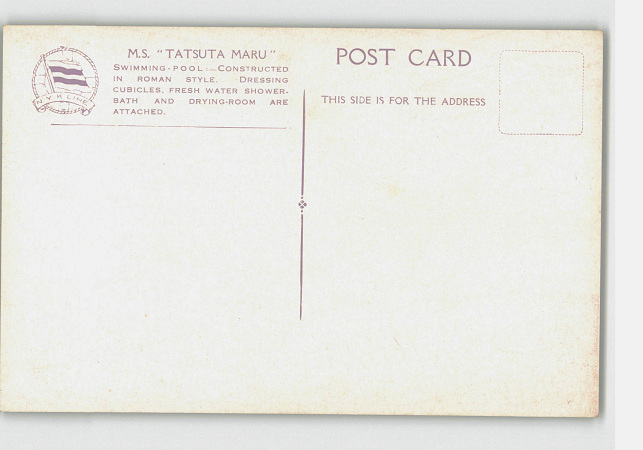 M.S. "TATSUTA MARU"
SWIMMING-POOL:—CONSTRUCTED
IN ROMAN STYLE. DRESSING
CUBICLES, FRESH WATER SHOWER-
BATH AND DRYING-ROOM ARE
ATTACHED.
N.Y.K. LINE
POST CARD
THIS SIDE IS FOR THE ADDRESS